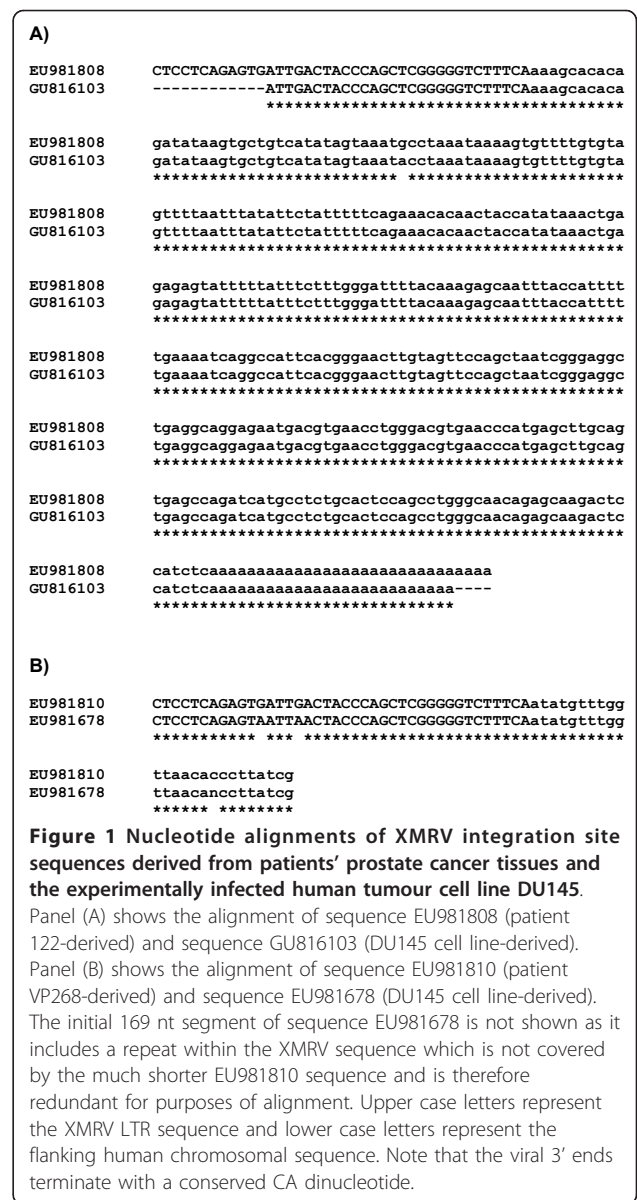 A)
EU981808 CTCCTCAGAGTGATTGACTACCCAGCTCGGGGGTCTTTCAaaagcacaca
GU816103 ------------ATTGACTACCCAGCTCGGGGGTCTTTCAaaagcacaca
**************************************
EU981808 gatataagtgctgtcatatagtaaatgcctaaataaaagtgttttgtgta
GU816103 gatataagtgctgtcatatagtaaatacctaaataaaagtgttttgtgta
************************** ***********************
EU981808 gttttaatttatattctatttttcagaaacacaactaccatataaactga
GU816103 gttttaatttatattctatttttcagaaacacaactaccatataaactga
**************************************************
EU981808 gagagtatttttatttctttgggattttacaaagagcaatttaccatttt
GU816103 gagagtatttttatttctttgggattttacaaagagcaatttaccatttt
**************************************************
EU981808 tgaaaatcaggccattcacgggaacttgtagttccagctaatcgggaggc
GU816103 tgaaaatcaggccattcacgggaacttgtagttccagctaatcgggaggc
**************************************************
EU981808 tgaggcaggagaatgacgtgaacctgggacgtgaacccatgagcttgcag
GU816103 tgaggcaggagaatgacgtgaacctgggacgtgaacccatgagcttgcag
**************************************************
EU981808 tgagccagatcatgcctctgcactccagcctgggcaacagagcaagactc
GU816103 tgagccagatcatgcctctgcactccagcctgggcaacagagcaagactc
**************************************************
EU981808 catctcaaaaaaaaaaaaaaaaaaaaaaaaaaaaaa
GU816103 catctcaaaaaaaaaaaaaaaaaaaaaaaaaa----
********************************
B)
EU981810 CTCCTCAGAGTGATTGACTACCCAGCTCGGGGGTCTTTCAatatgtttgg
EU981678 CTCCTCAGAGTAATTAACTACCCAGCTCGGGGGTCTTTCAatatgtttgg
*********** *** **********************************
EU981810 ttaacacccttatcg
EU981678 ttaacanccttatcg
****** ********
Figure 1 Nucleotide alignments of XMRV integration site
sequences derived from patients' prostate cancer tissues and
the experimentally infected human tumour cell line DU145.
Panel (A) shows the alignment of sequence EU981808 (patient
122-derived) and sequence GU816103 (DU145 cell line-derived).
Panel (B) shows the alignment of sequence EU981810 (patient
VP268-derived) and sequence EU981678 (DU145 cell line-derived).
The initial 169 nt segment of sequence EU981678 is not shown as it
includes a repeat within the XMRV sequence which is not covered
by the much shorter EU981810 sequence and is therefore
redundant for purposes of alignment. Upper case letters represent
the XMRV LTR sequence and lower case letters represent the
flanking human chromosomal sequence. Note that the viral 3' ends
terminate with a conserved CA dinucleotide.